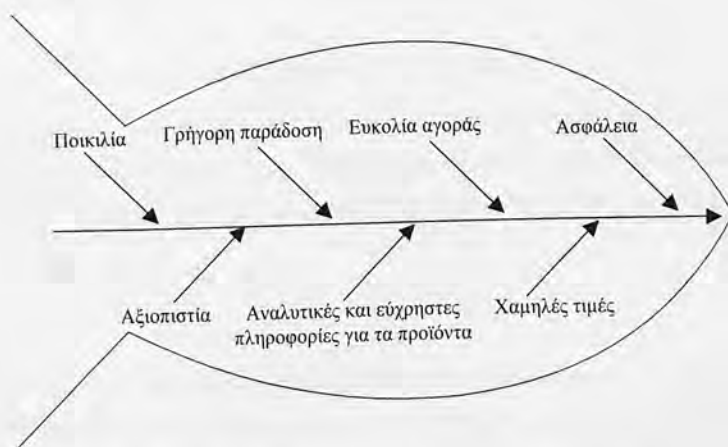 Ποικιλία
Γρήγορη παράδοση
Ευκολία αγοράς
Ασφάλεια
Αξιοπιστία
Αναλυτικές και εύχρηστες
πληροφορίες για τα προϊόντα
Χαμηλές τιμές